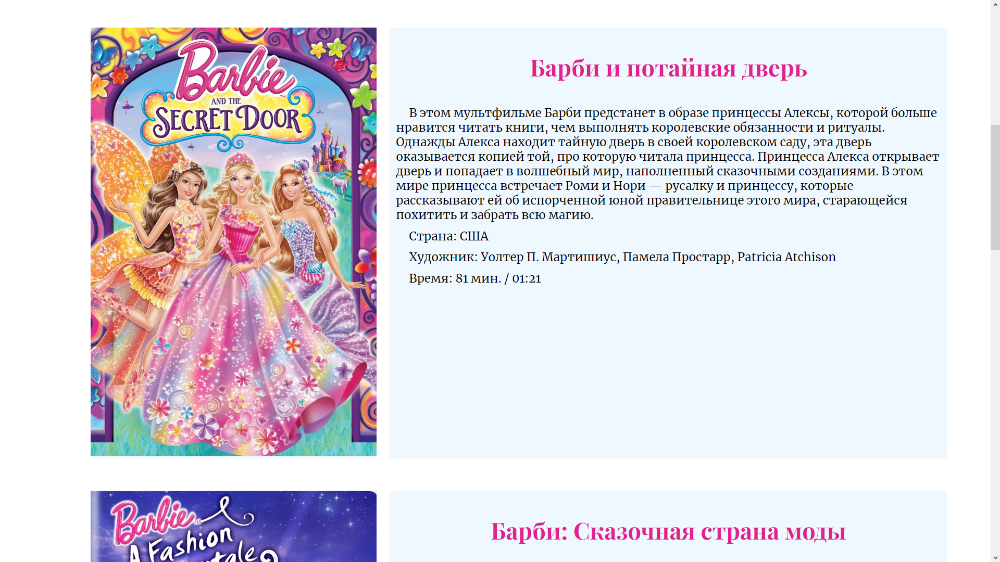 Barbie
TM
AND THE
SECRET DOOR
Барби и потайная дверь
В этом мультфильме Барби предстанет в образе принцессы Алексы, которой больше
нравится читать книги, чем выполнять королевские обязанности и ритуалы.
Однажды Алекса находит тайную дверь в своей королевском саду, эта дверь
оказывается копией той, про которую читала принцесса. Принцесса Алекса открывает
дверь и попадает в волшебный мир, наполненный сказочными созданиями. В этом
мире принцесса встречает Роми и Нори — русалку и принцессу, которые
рассказывают ей об испорченной юной правительнице этого мира, старающейся
похитить и забрать всю магию.
Страна: США
Художник: Уолтер П. Мартишиус, Памела Простарр, Patricia Atchison
Время: 81 мин. / 01:21
Barbie
TM
A Fashion
Барби: Сказочная страна моды